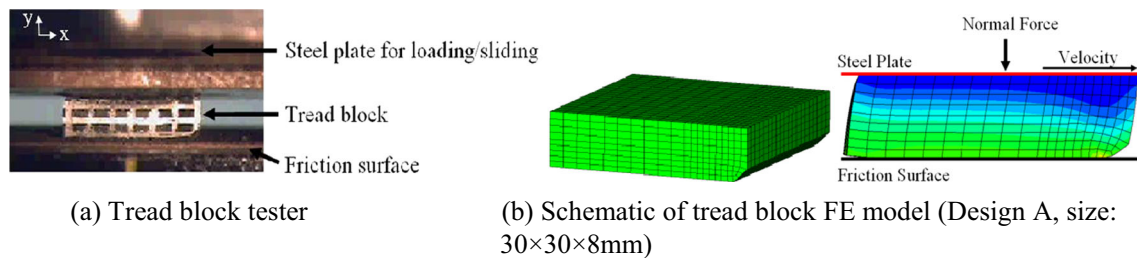 y
x
Steel plate for loading/sliding
Tread block
Friction surface
(a) Tread block tester
Normal Force
Steel Plate
Velocity
Friction Surface
(b) Schematic of tread block FE model (Design A, size:
30×30×8mm)